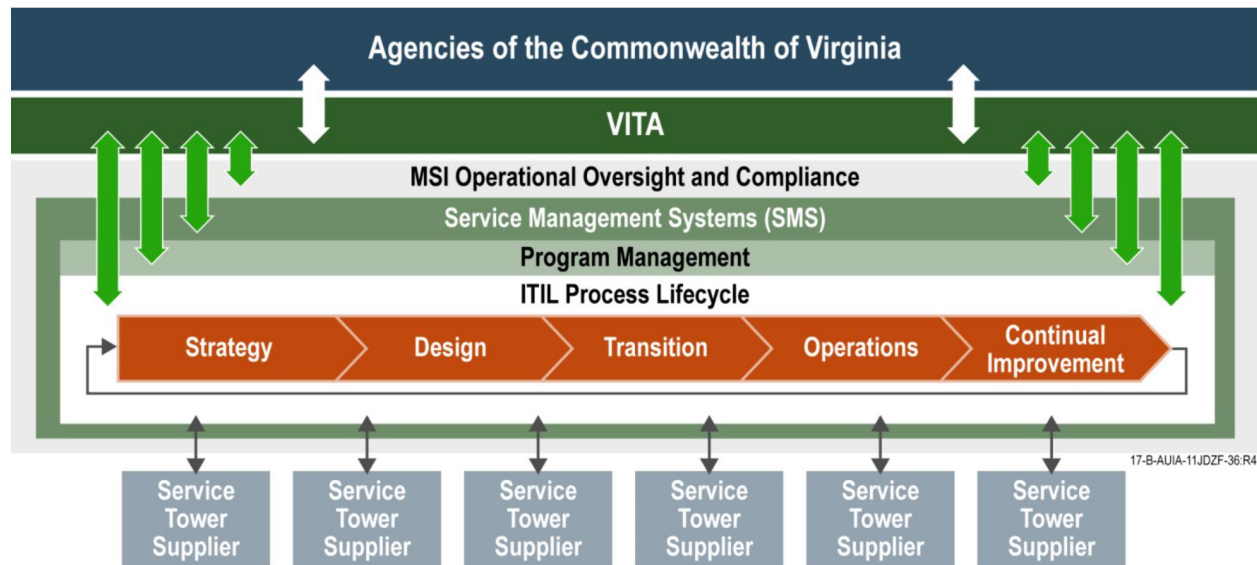 Agencies of the Commonwealth of Virginia
VITA
MSI Operational Oversight and Compliance
Service Management Systems (SMS)
Program Management
ITIL Process Lifecycle
Strategy
Design
Transition
Operations
Continual
Improvement
17-B-AUIA-11JDZF-36:R4
Service
Tower
Supplier
Service
Tower
Supplier
Service
Tower
Supplier
Service
Tower
Supplier
Service
Tower
Supplier
Service
Tower
Supplier